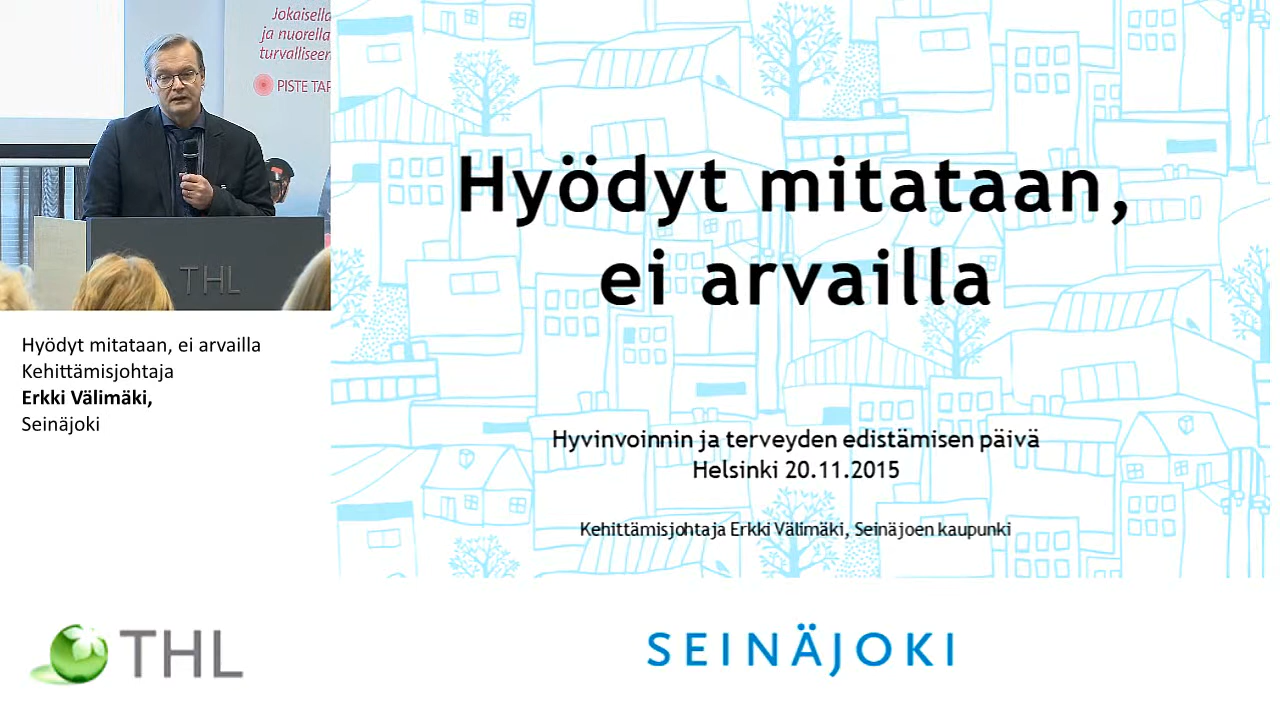 Jokaisella
ja nuorella
turvalliseen
PISTE
THL
Hyödyt mitataan, ei arvailla
Kehittämisjohtaja
Erkki Välimäki,
Seinäjoki
Hyödyt mitataan,
ei arvailla
Hyvinvoinnin ja terveyden edistämisen päivä
Helsinki 20.11.2015
Kehittämisjohtaja Erkki Välimäki, Seinäjoen kaupunki
THL
SEINÄJOKI